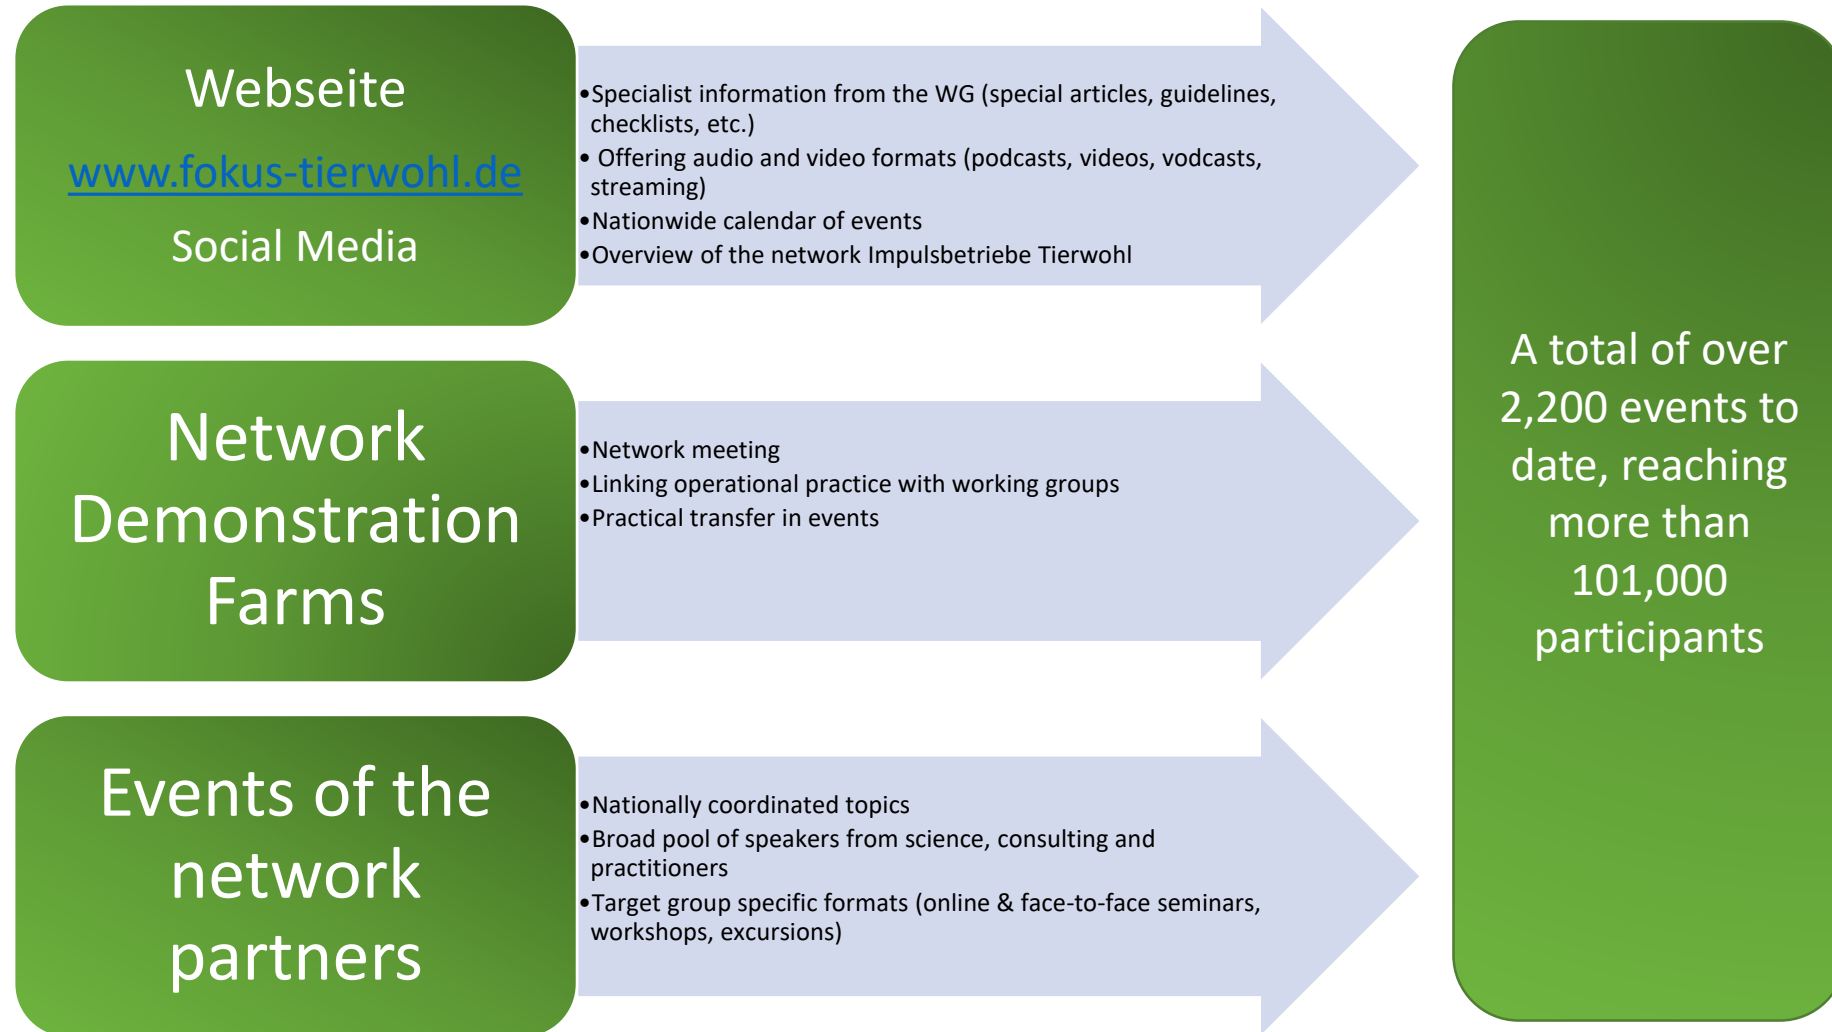 Webseite
www.fokus-tierwohl.de
Social Media
•Specialist information from the WG (special articles, guidelines,
checklists, etc.)
• Offering audio and video formats (podcasts, videos, vodcasts,
streaming)
•Nationwide calendar of events
•Overview of the network Impulsbetriebe Tierwohl
Network
Demonstration
Farms
•Network meeting
•Linking operational practice with working groups
•Practical transfer in events
Events of the
network
partners
•Nationally coordinated topics
•Broad pool of speakers from science, consulting and
practitioners
•Target group specific formats (online & face-to-face seminars,
workshops, excursions)
A total of over
2,200 events to
date, reaching
more than
101,000
participants